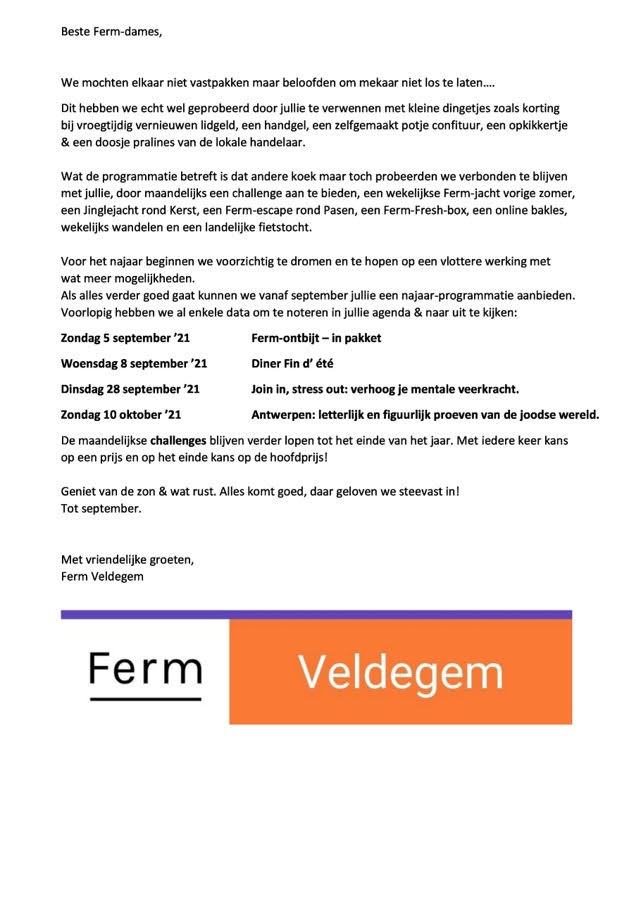 Beste Ferm-dames,
We mochten elkaar niet vastpakken maar beloofden om mekaar niet los te laten….
Dit hebben we echt wel geprobeerd door jullie te verwennen met kleine dingetjes zoals korting
bij vroegtijdig vernieuwen lidgeld, een handgel, een zelfgemaakt potje confituur, een opkikkertje
& een doosje pralines van de lokale handelaar.
Wat de programmatie betreft is dat andere koek maar toch probeerden we verbonden te blijven
met jullie, door maandelijks een challenge aan te bieden, een wekelijkse Ferm-jacht vorige zomer,
een Jinglejacht rond Kerst, een Ferm-escape rond Pasen, een Ferm-Fresh-box, een online bakles,
wekelijks wandelen en een landelijke fietstocht.
Voor het najaar beginnen we voorzichtig te dromen en te hopen op een vlottere werking met
wat meer mogelijkheden.
Als alles verder goed gaat kunnen we vanaf september jullie een najaar-programmatie aanbieden.
Voorlopig hebben we al enkele data om te noteren in jullie agenda & naar uit te kijken:
Zondag 5 september ’21 Ferm-ontbijt – in pakket
Woensdag 8 september ’21 Diner Fin d’ été
Dinsdag 28 september ’21 Join in, stress out: verhoog je mentale veerkracht.
Zondag 10 oktober ’21 Antwerpen: letterlijk en figuurlijk proeven van de joodse wereld.
De maandelijkse challenges blijven verder lopen tot het einde van het jaar. Met iedere keer kans
op een prijs en op het einde kans op de hoofdprijs!
Geniet van de zon & wat rust. Alles komt goed, daar geloven we steevast in!
Tot september.
Met vriendelijke groeten,
Ferm Veldegem
Ferm Veldegem